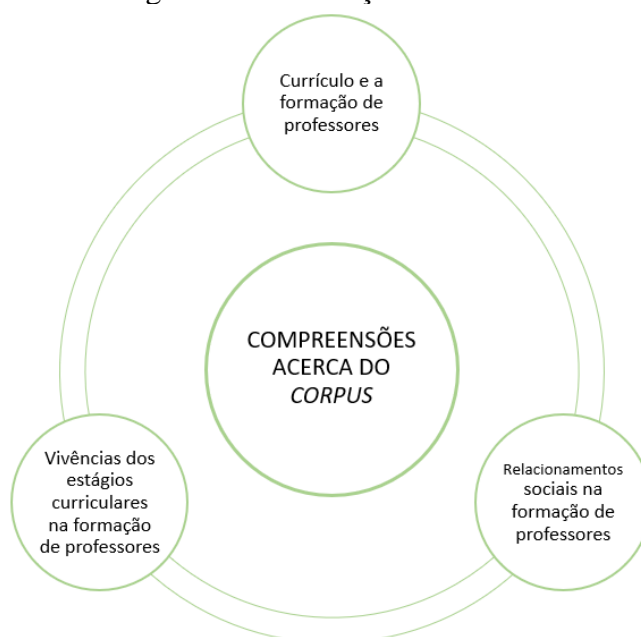 Currículo e a
formação de
professores
COMPREENSÕES
ACERCA DO
CORPUS
Vivências dos
estágios
curriculares
na formação
de professores
Relacionamentos
sociais na
formação de
professores